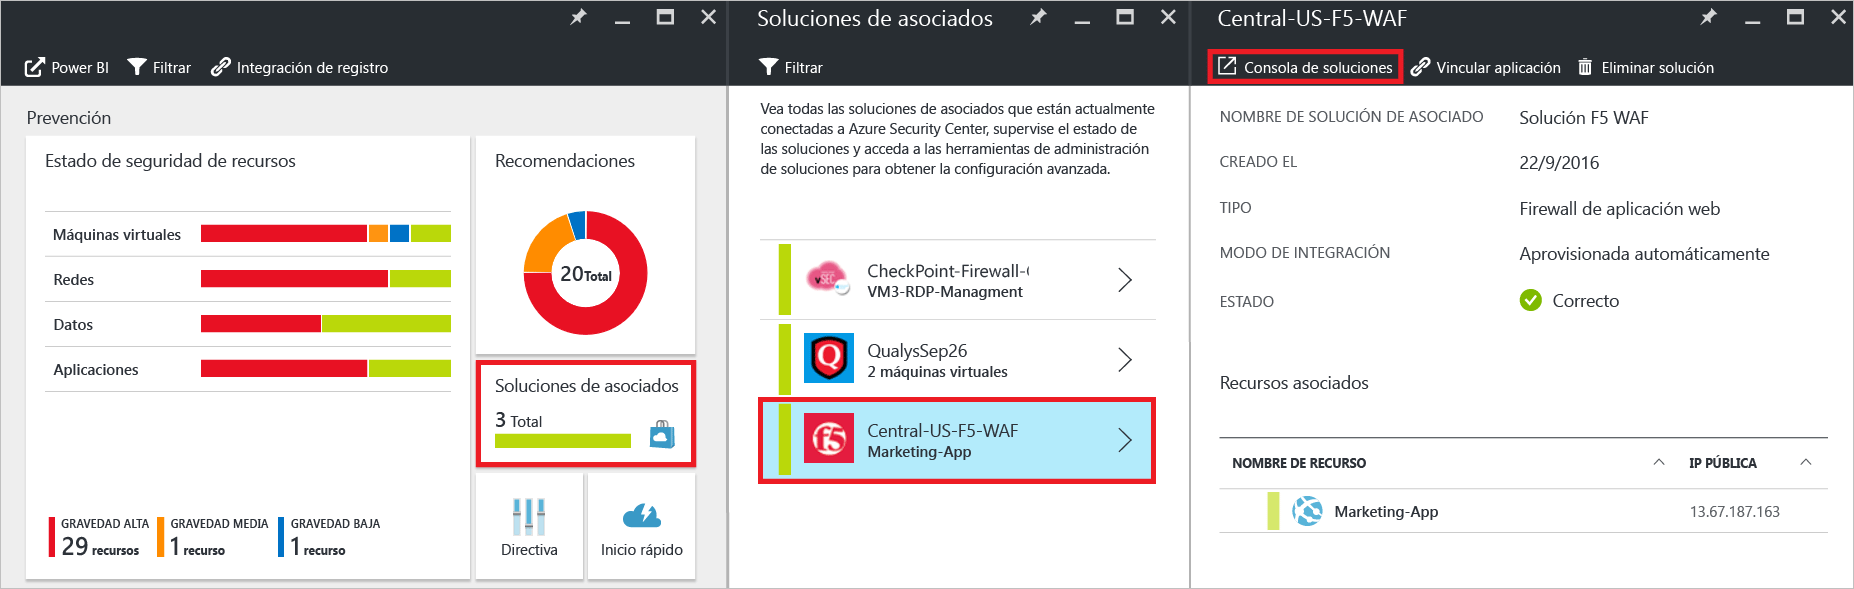 Power BI
Filtrar
Integración de registro
Prevención
Estado de seguridad de recursos
Máquinas virtuales
Redes
Datos
Aplicaciones
GRAVEDAD ALTA
29 recursos
GRAVEDAD MEDIA
1 recurso
GRAVEDAD BAJA
1 recurso
Recomendaciones
20 Total
Soluciones de asociados
3 Total
Directiva
Inicio rápido
Soluciones de asociados
Filtrar
Vea todas las soluciones de asociados que están actualmente
conectadas a Azure Security Center, supervise el estado de
las soluciones y acceda a las herramientas de administración
de soluciones para obtener la configuración avanzada.
vSEC
CheckPoint-Firewall-
VM3-RDP-Managment
QualysSep26
2 máquinas virtuales
f5
Central-US-F5-WAF
Marketing-App
Central-US-F5-WAF
Consola de soluciones
Vincular aplicación
Eliminar solución
NOMBRE DE SOLUCIÓN DE ASOCIADO
Solución F5 WAF
CREADO EL
22/9/2016
TIPO
Firewall de aplicación web
MODO DE INTEGRACIÓN
Aprovisionada automáticamente
ESTADO
Correcto
Recursos asociados
NOMBRE DE RECURSO
IP PÚBLICA
Marketing-App
13.67.187.163